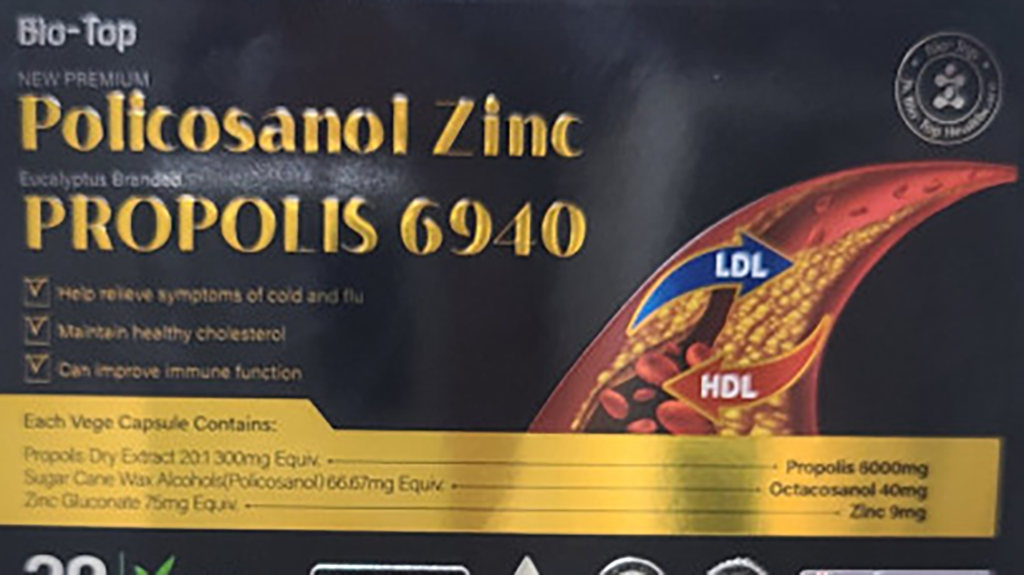 Bio-Top
NEW PREMIUM
Policosanol Zinc
Eucalyptus Branded
PROPOLIS 6940
Help relieve symptoms of cold and flu
Maintain healthy cholesterol
Can improve immune function
LDL
HDL
Each Vege Capsule Contains:
Propolis Dry Extract 20:1 300mg Equiv. Propolis 6000mg
Sugar Cane Wax Alcohols(Policosanol) 66.67mg Equiv. Octacosanol 40mg
Zinc Gluconate 75mg Equiv. Zinc 9mg